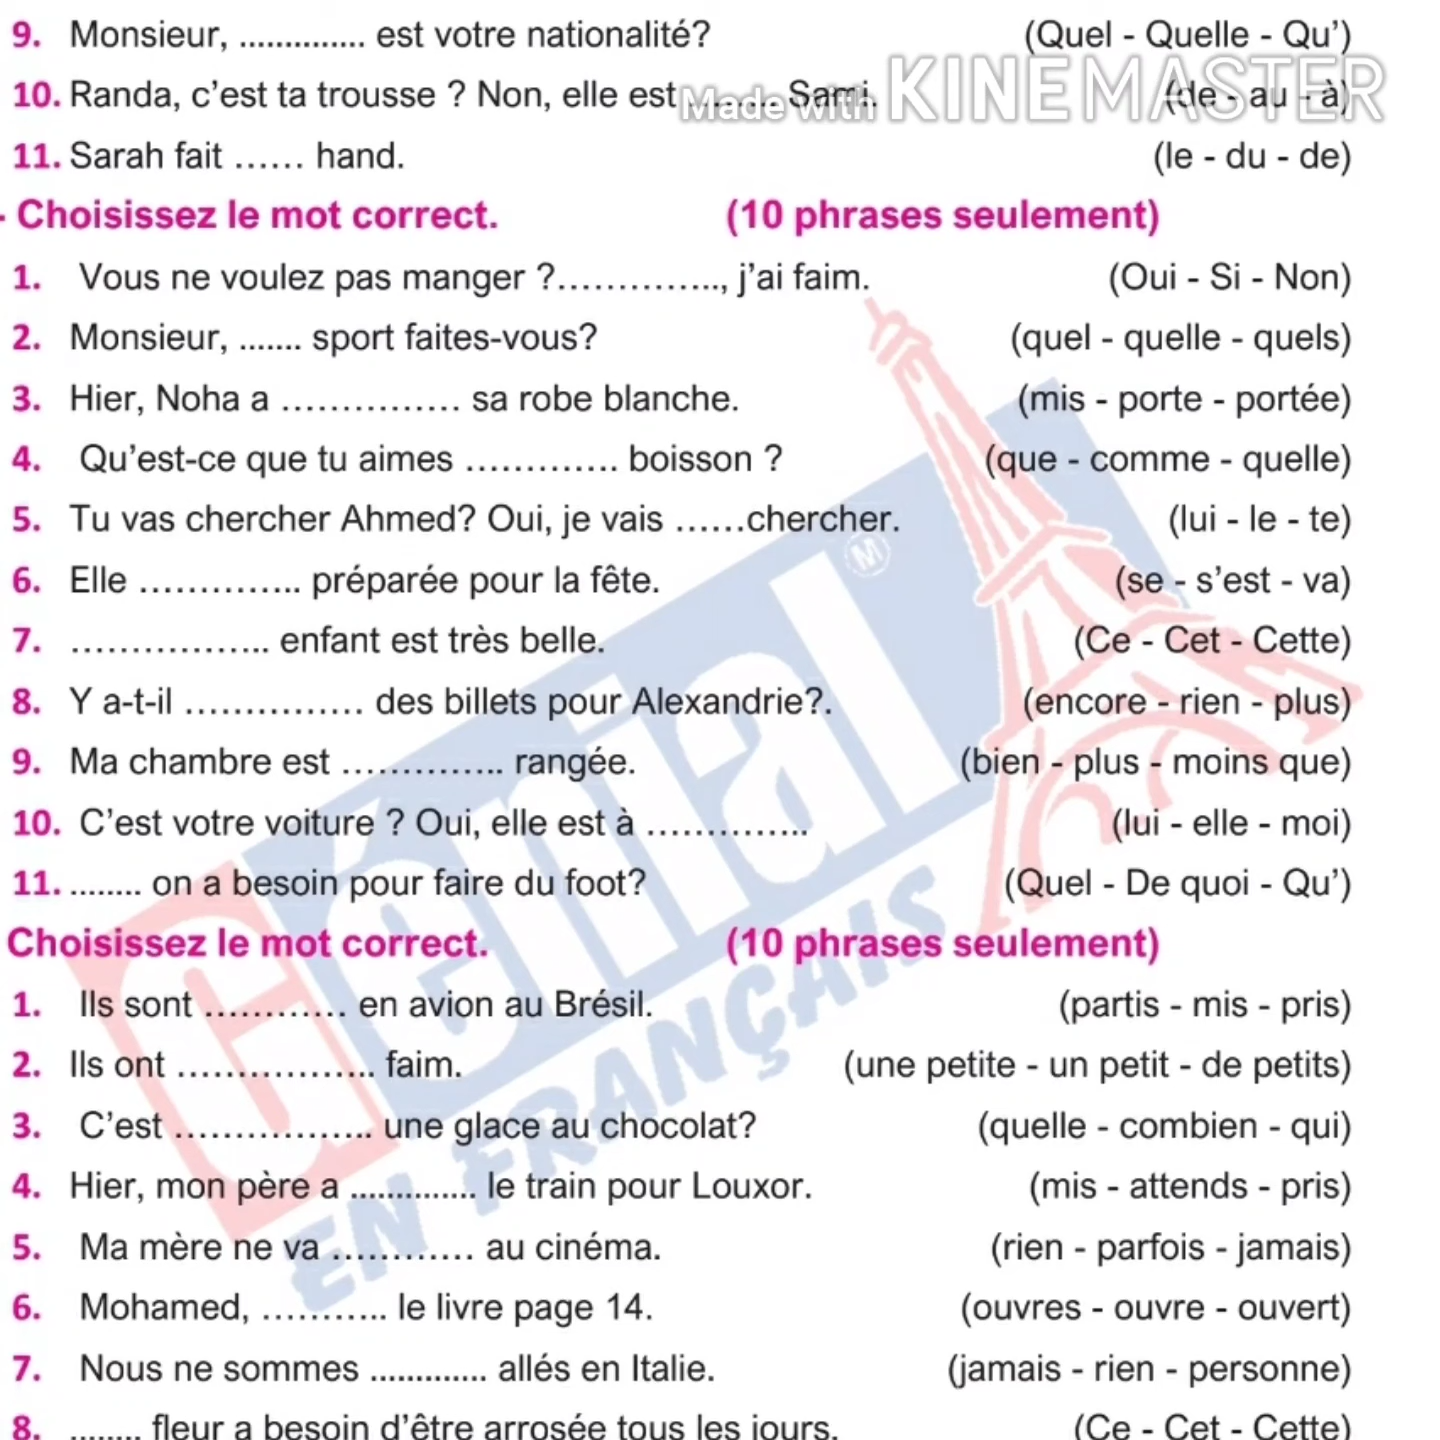 9. Monsieur, .............. est votre nationalité? (Quel - Quelle - Qu’)
10. Randa, c’est ta trousse ? Non, elle est ........ Sami. (de - au - à)
Made with KINEMASTER
11. Sarah fait ...... hand. (le - du - de)
- Choisissez le mot correct. (10 phrases seulement)
1. Vous ne voulez pas manger ?..............., j’ai faim. (Oui - Si - Non)
2. Monsieur, ....... sport faites-vous? (quel - quelle - quels)
3. Hier, Noha a ............... sa robe blanche. (mis - porte - portée)
4. Qu’est-ce que tu aimes ............. boisson ? (que - comme - quelle)
5. Tu vas chercher Ahmed? Oui, je vais ......chercher. (lui - le - te)
6. Elle .............. préparée pour la fête. (se - s’est - va)
7. ................. enfant est très belle. (Ce - Cet - Cette)
8. Y a-t-il ............... des billets pour Alexandrie?. (encore - rien - plus)
9. Ma chambre est .............. rangée. (bien - plus - moins que)
10. C’est votre voiture ? Oui, elle est à .............. (lui - elle - moi)
11. ........ on a besoin pour faire du foot? (Quel - De quoi - Qu’)
Génial
M
EN FRANÇAIS
Choisissez le mot correct. (10 phrases seulement)
1. Ils sont ............ en avion au Brésil. (partis - mis - pris)
2. Ils ont ................. faim. (une petite - un petit - de petits)
3. C’est ................. une glace au chocolat? (quelle - combien - qui)
4. Hier, mon père a .............. le train pour Louxor. (mis - attends - pris)
5. Ma mère ne va ............ au cinéma. (rien - parfois - jamais)
6. Mohamed, ........... le livre page 14. (ouvres - ouvre - ouvert)
7. Nous ne sommes ............. allés en Italie. (jamais - rien - personne)
8. ........ fleur a besoin d’être arrosée tous les jours. (Ce - Cet - Cette)